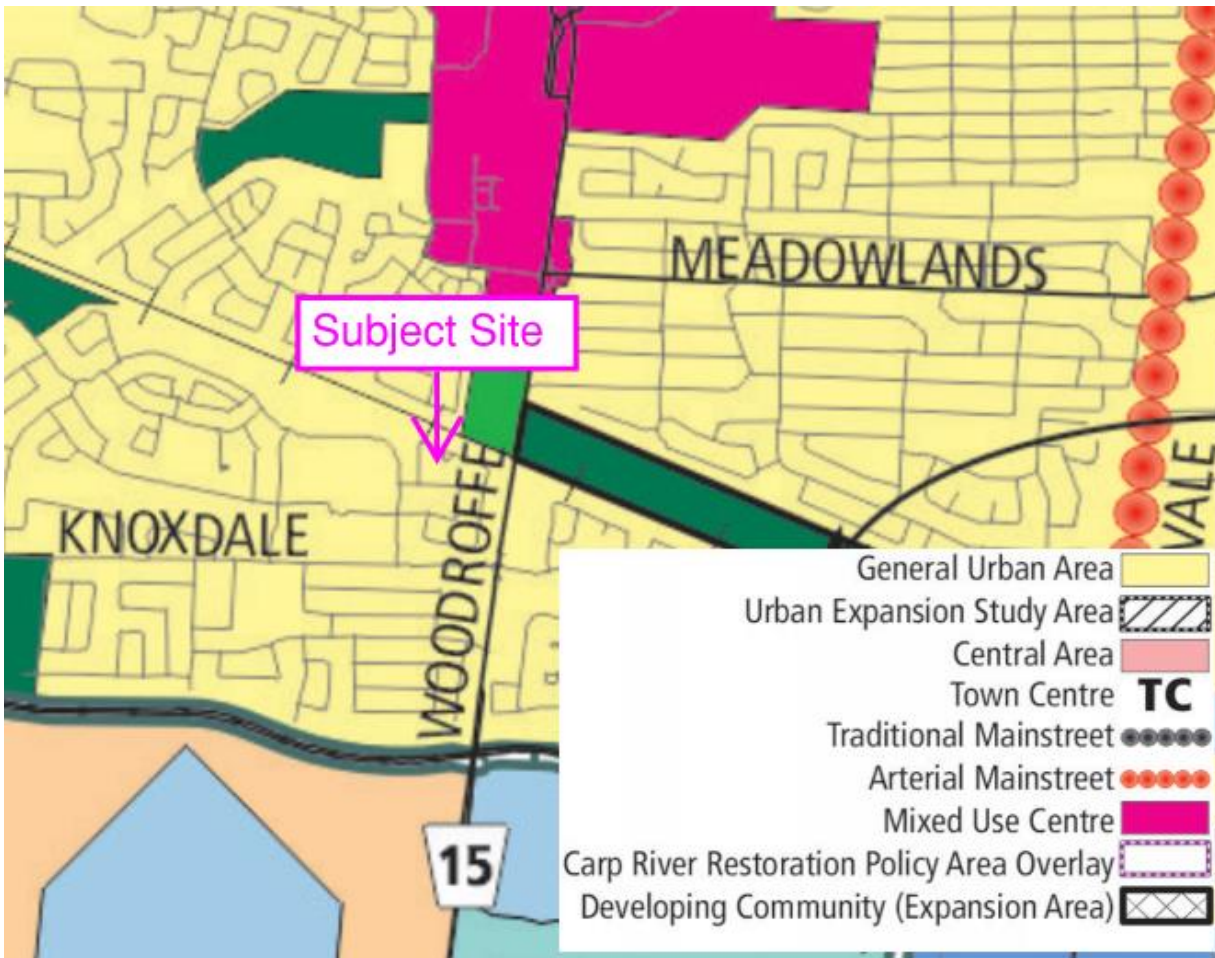 MEADOWLANDS
Subject Site
KNOXDALE
WOODROFFE
VALE
15
General Urban Area
Urban Expansion Study Area
Central Area
Town Centre TC
Traditional Mainstreet
Arterial Mainstreet
Mixed Use Centre
Carp River Restoration Policy Area Overlay
Developing Community (Expansion Area)